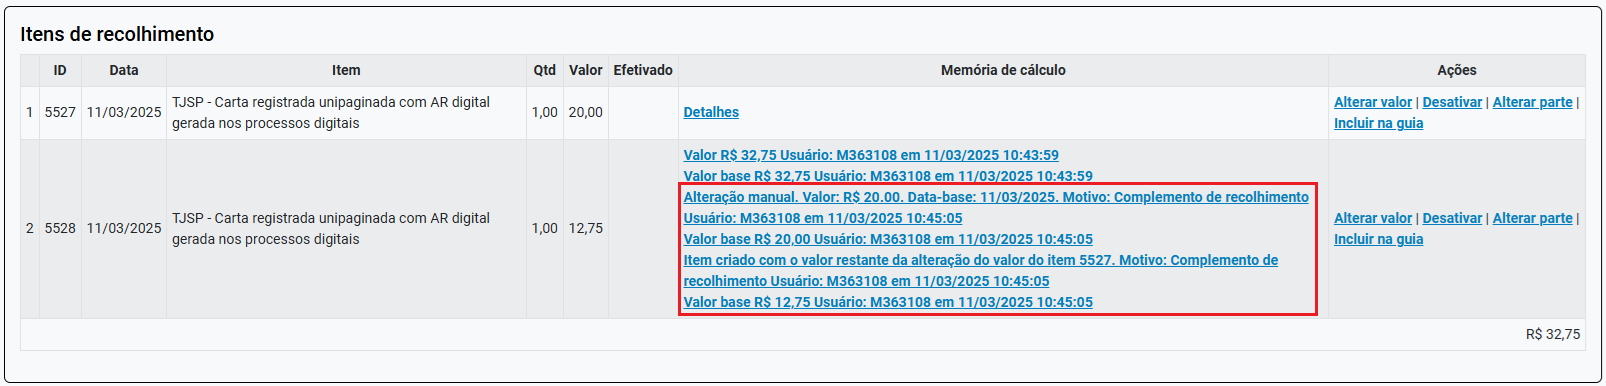 Itens de recolhimento
ID Data Item Qtd Valor Efetivado Memória de cálculo Ações
1 5527 11/03/2025 TJSP - Carta registrada unipaginada com AR digital
gerada nos processos digitais 1,00 20,00 Detalhes Alterar valor | Desativar | Alterar parte |
Incluir na guia
2 5528 11/03/2025 TJSP - Carta registrada unipaginada com AR digital
gerada nos processos digitais 1,00 12,75
Valor R$ 32,75 Usuário: M363108 em 11/03/2025 10:43:59
Valor base R$ 32,75 Usuário: M363108 em 11/03/2025 10:43:59
Alteração manual. Valor: R$ 20.00. Data-base: 11/03/2025. Motivo: Complemento de recolhimento
Usuário: M363108 em 11/03/2025 10:45:05
Valor base R$ 20,00 Usuário: M363108 em 11/03/2025 10:45:05
Item criado com o valor restante da alteração do valor do item 5527. Motivo: Complemento de
recolhimento Usuário: M363108 em 11/03/2025 10:45:05
Valor base R$ 12,75 Usuário: M363108 em 11/03/2025 10:45:05
Alterar valor | Desativar | Alterar parte |
Incluir na guia
R$ 32,75